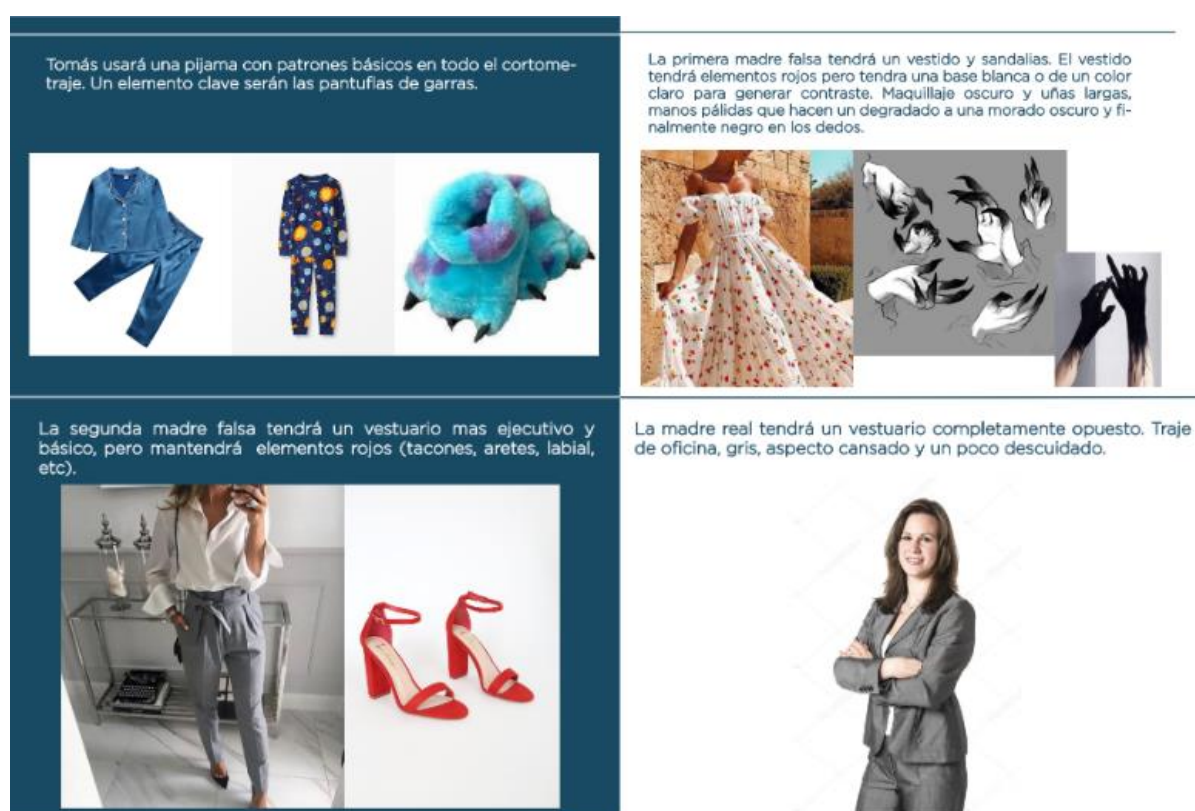 Tomás usará una pijama con patrones básicos en todo el cortome-
traje. Un elemento clave serán las pantuflas de garras.
La primera madre falsa tendrá un vestido y sandalias. El vestido
tendrá elementos rojos pero tendra una base blanca o de un color
claro para generar contraste. Maquillaje oscuro y uñas largas,
manos pálidas que hacen un degradado a una morado oscuro y fi-
nalmente negro en los dedos.
La segunda madre falsa tendrá un vestuario mas ejecutivo y
básico, pero mantendrá elementos rojos (tacones, aretes, labial,
etc).
La madre real tendrá un vestuario completamente opuesto. Traje
de oficina, gris, aspecto cansado y un poco descuidado.